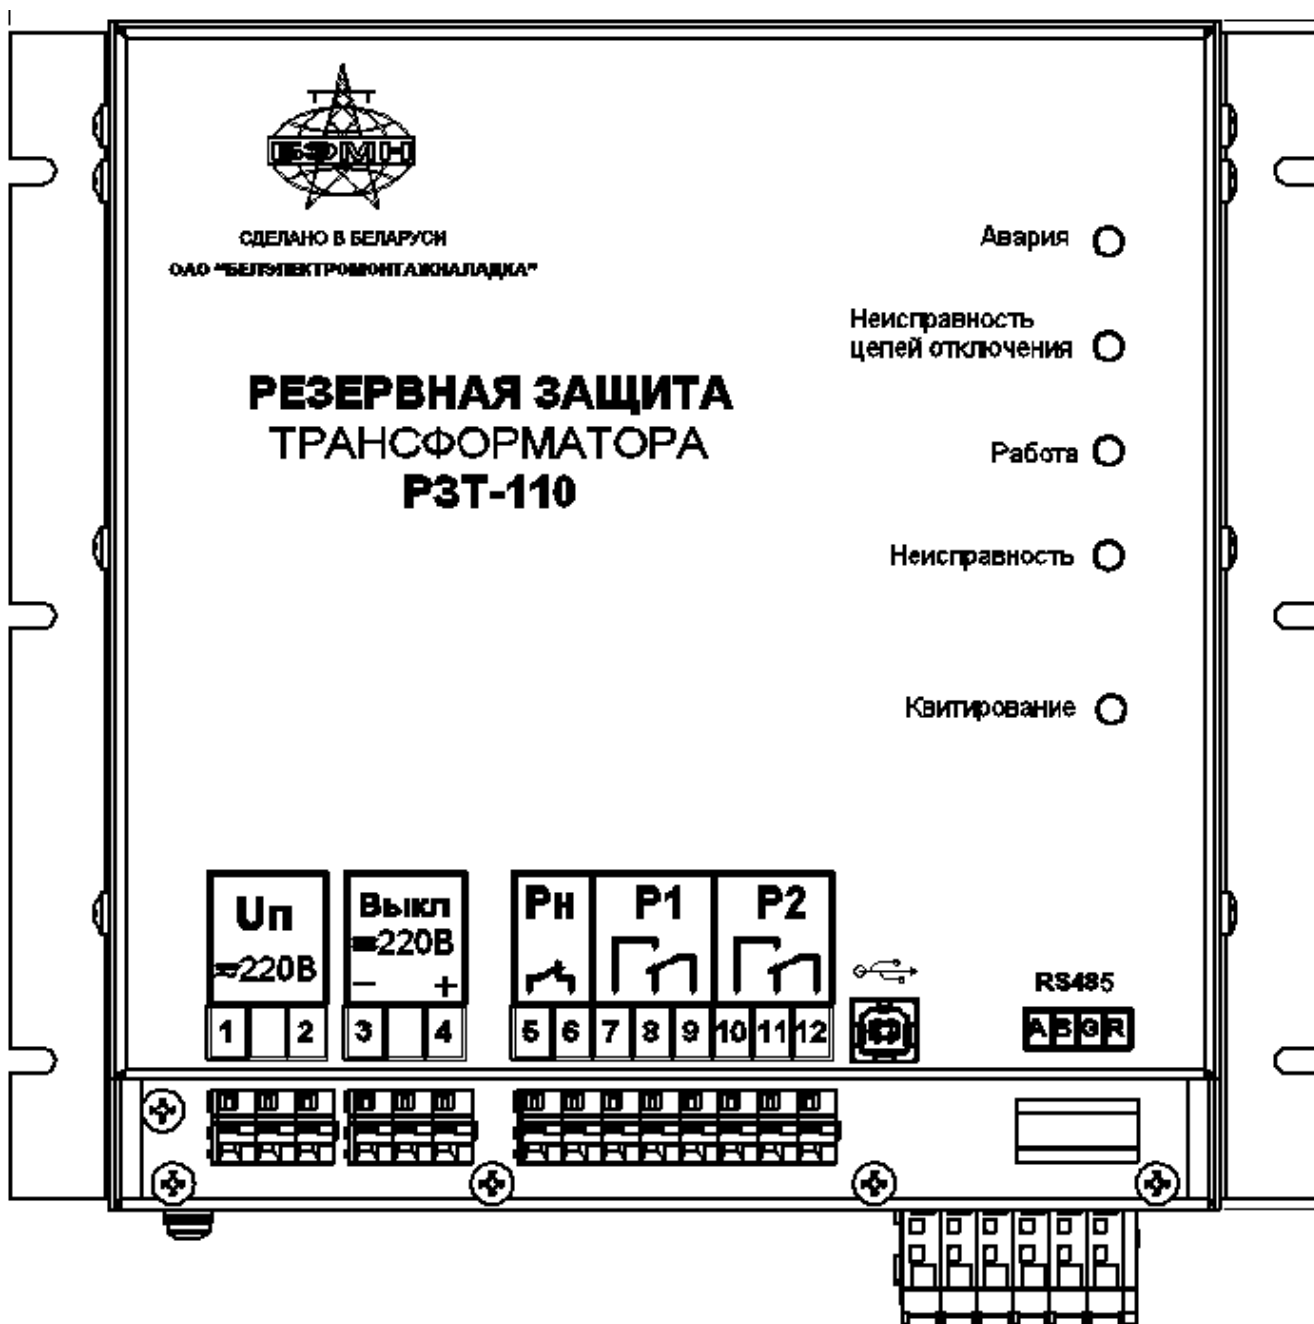 БЭМН
СДЕЛАНО В БЕЛАРУСИ
ОАО "БЕЛЭЛЕКТРОМОНТАЖНАЛАДКА"
РЕЗЕРВНАЯ ЗАЩИТА
ТРАНСФОРМАТОРА
РЗТ-110
Авария
Неисправность
цепей отключения
Работа
Неисправность
Квитирование
Uп
≂220В
1 2
Выкл
=220В
− +
3 4
Рн Р1 Р2
5 6 7 8 9 10 11 12
RS485
A B G R